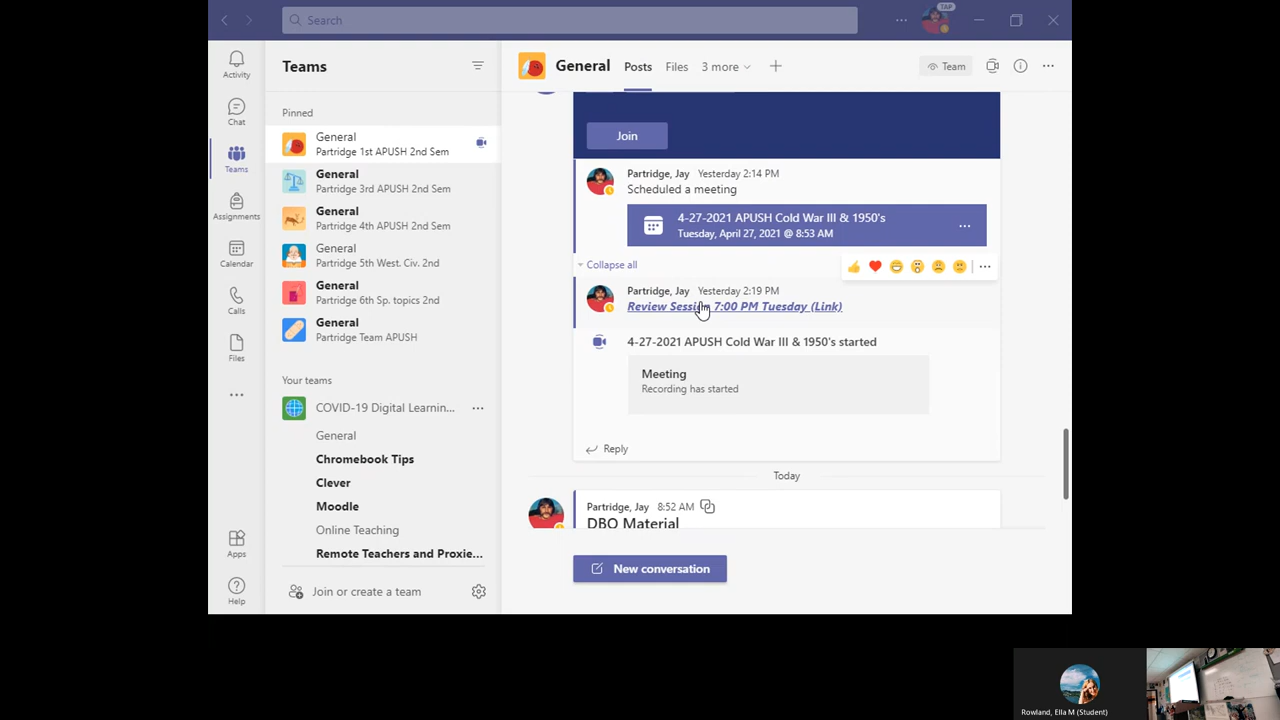 Search
TAP
Activity
Chat
Teams
Assignments
Calendar
Calls
Files
Apps
Help
Teams
Pinned
General
Partridge 1st APUSH 2nd Sem
General
Partridge 3rd APUSH 2nd Sem
General
Partridge 4th APUSH 2nd Sem
General
Partridge 5th West. Civ. 2nd
General
Partridge 6th Sp. topics 2nd
General
Partridge Team APUSH
Your teams
COVID-19 Digital Learnin...
General
Chromebook Tips
Clever
Moodle
Online Teaching
Remote Teachers and Proxie...
Join or create a team
General Posts Files 3 more
Team
Join
Partridge, Jay Yesterday 2:14 PM
Scheduled a meeting
4-27-2021 APUSH Cold War III & 1950's
Tuesday, April 27, 2021 @ 8:53 AM
Collapse all
Partridge, Jay Yesterday 2:19 PM
Review Session 7:00 PM Tuesday (Link)
4-27-2021 APUSH Cold War III & 1950's started
Meeting
Recording has started
Reply
Today
Partridge, Jay 8:52 AM
DBQ Material
New conversation
Rowland, Ella M (Student)